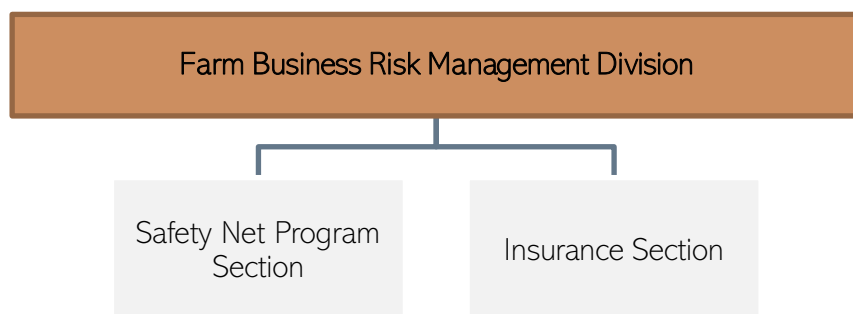 Farm Business Risk Management Division
Safety Net Program
Section
Insurance Section